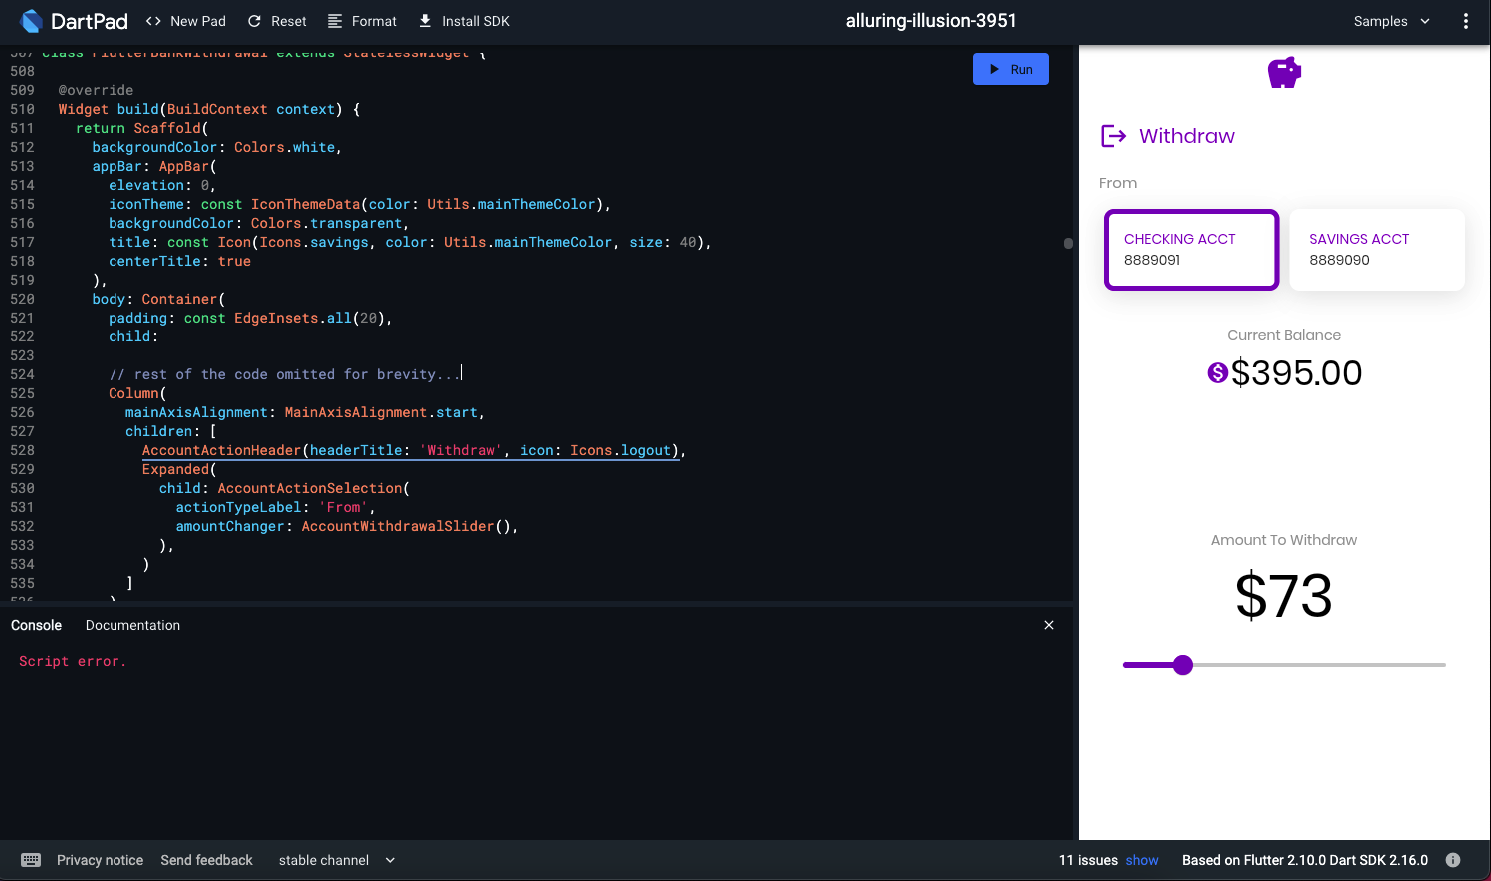 DartPad
New Pad
Reset
Format
Install SDK
alluring-illusion-3951
Samples
507 class FlutterBankWithdrawal extends StatelessWidget {
508
509 @override
510 Widget build(BuildContext context) {
511 return Scaffold(
512 backgroundColor: Colors.white,
513 appBar: AppBar(
514 elevation: 0,
515 iconTheme: const IconThemeData(color: Utils.mainThemeColor),
516 backgroundColor: Colors.transparent,
517 title: const Icon(Icons.savings, color: Utils.mainThemeColor, size: 40),
518 centerTitle: true
519 ),
520 body: Container(
521 padding: const EdgeInsets.all(20),
522 child:
523
524 // rest of the code omitted for brevity...
525 Column(
526 mainAxisAlignment: MainAxisAlignment.start,
527 children: [
528 AccountActionHeader(headerTitle: 'Withdraw', icon: Icons.logout),
529 Expanded(
530 child: AccountActionSelection(
531 actionTypeLabel: 'From',
532 amountChanger: AccountWithdrawalSlider(),
533 ),
534 )
535 ]
536 )
Run
Console
Documentation
Script error.
Withdraw
From
CHECKING ACCT
8889091
SAVINGS ACCT
8889090
Current Balance
$395.00
Amount To Withdraw
$73
Privacy notice
Send feedback
stable channel
11 issues show
Based on Flutter 2.10.0 Dart SDK 2.16.0